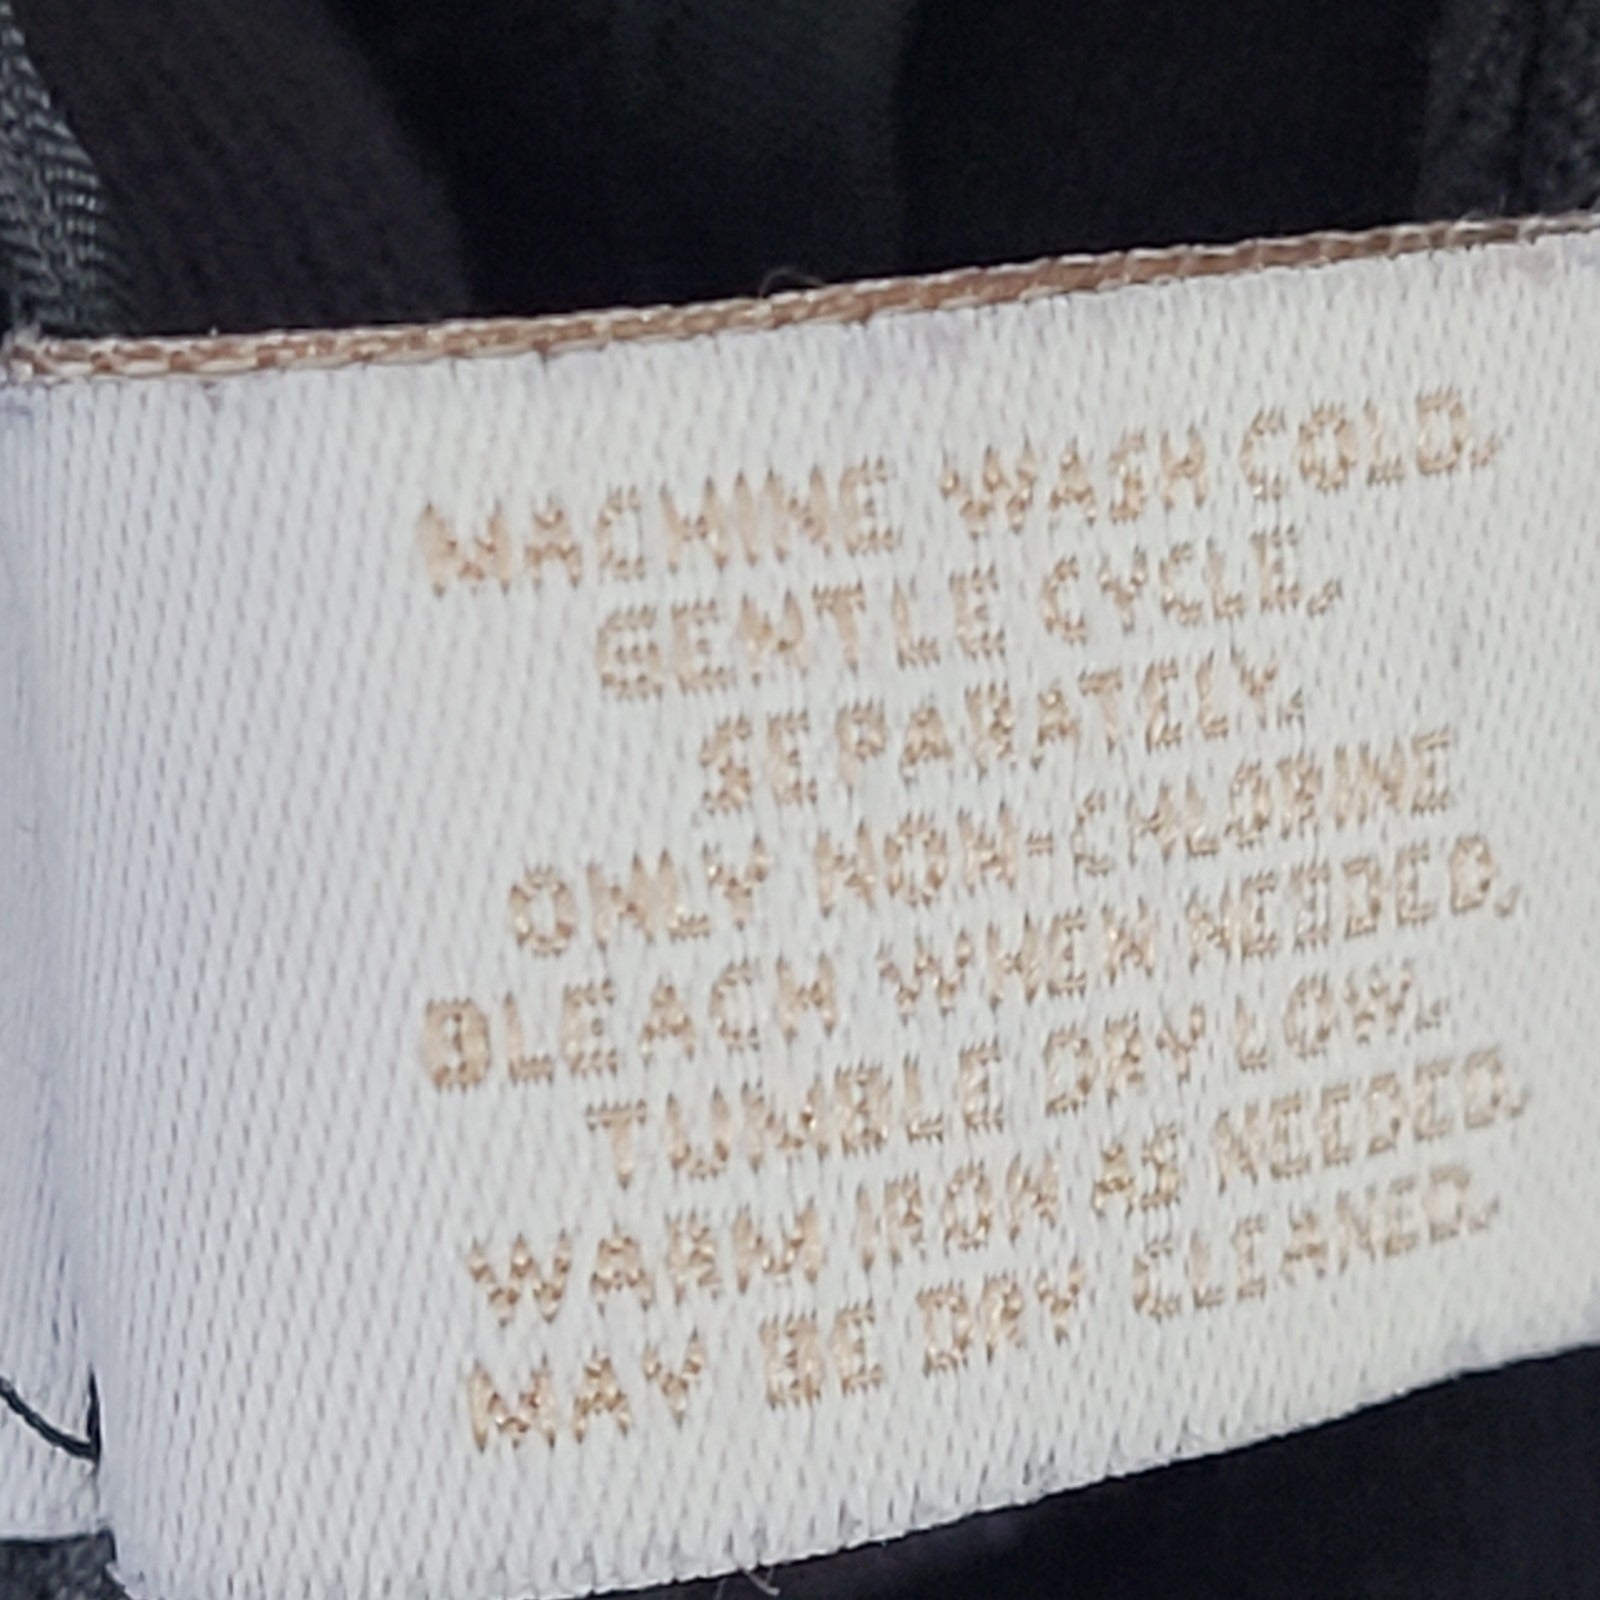 MACHINE WASH COLD,
GENTLE CYCLE,
SEPARATELY.
ONLY NON-CHLORINE
BLEACH WHEN NEEDED,
TUMBLE DRY LOW,
WARM IRON AS NEEDED,
MAY BE DRY CLEANED.